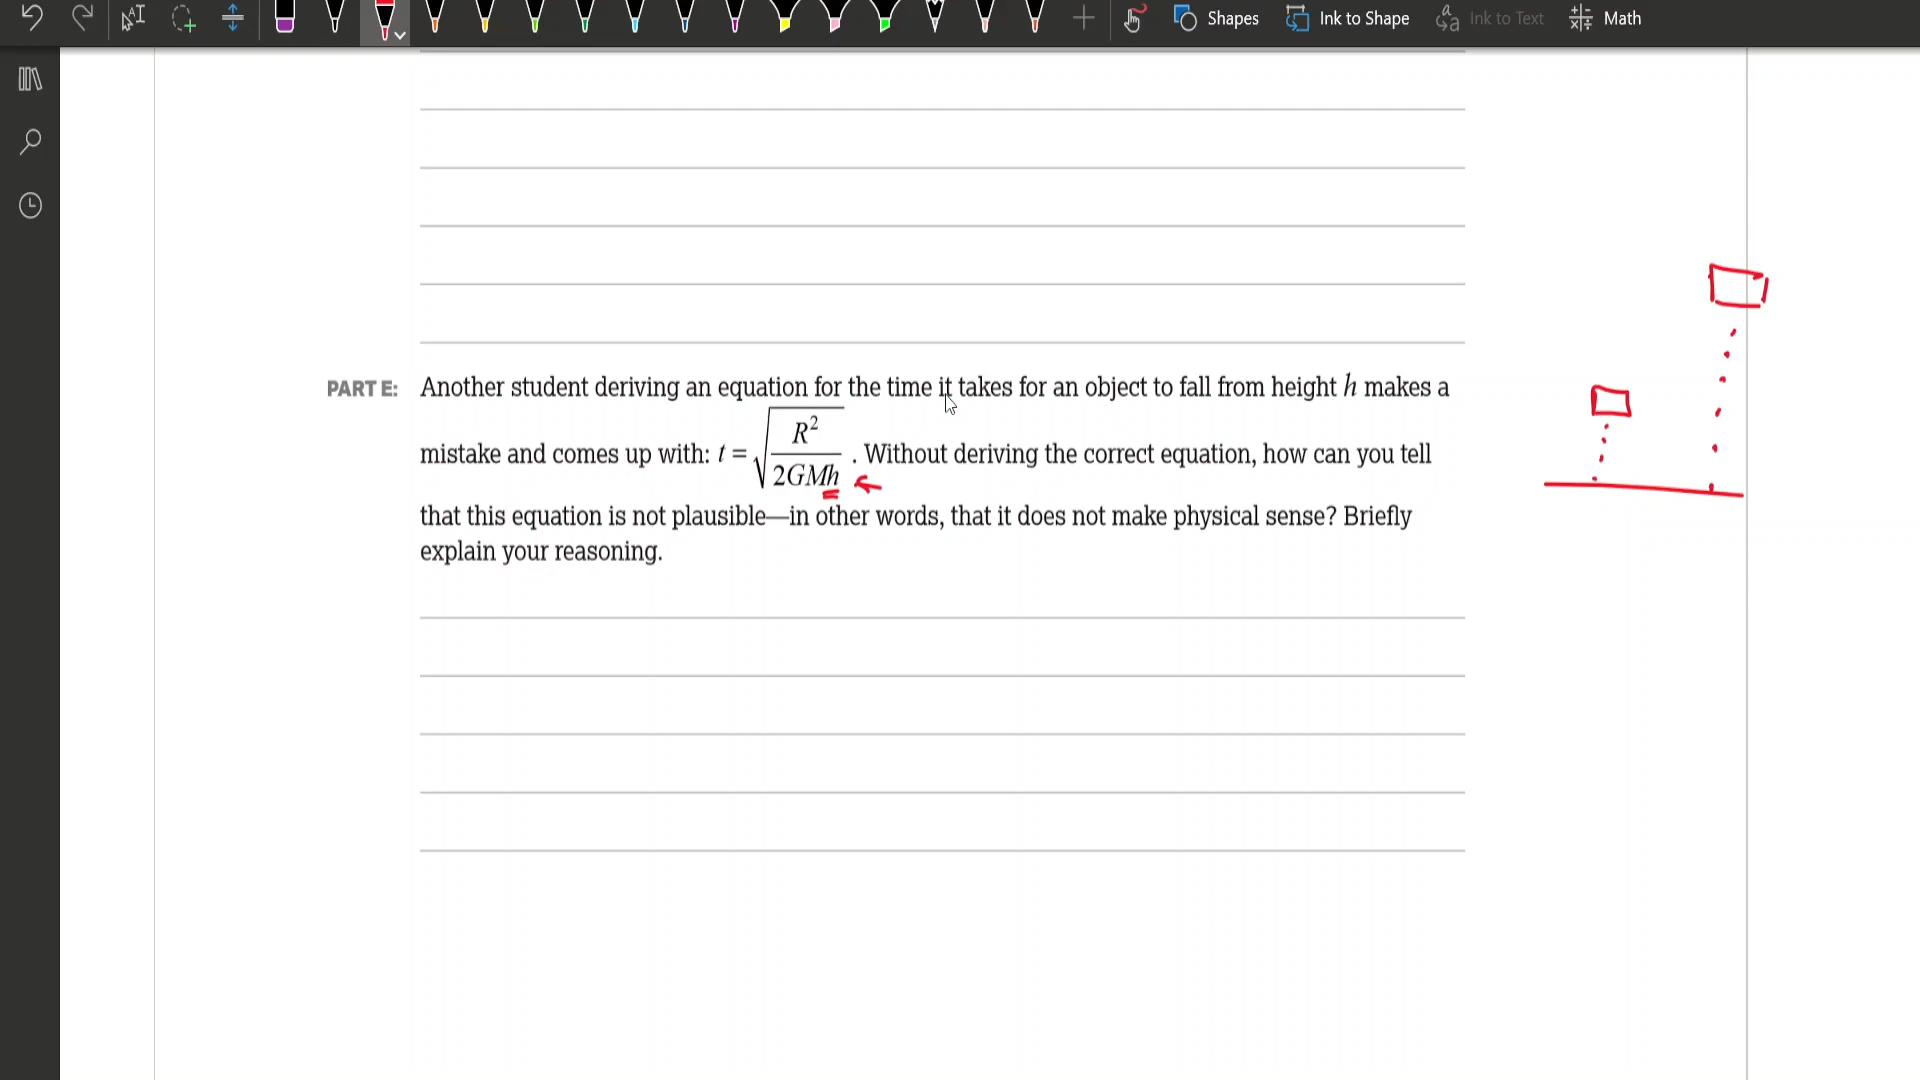 Shapes
Ink to Shape
Ink to Text
Math
PART E: Another student deriving an equation for the time it takes for an object to fall from height h makes a
mistake and comes up with: t = √(R²/2GMh). Without deriving the correct equation, how can you tell
that this equation is not plausible—in other words, that it does not make physical sense? Briefly
explain your reasoning.